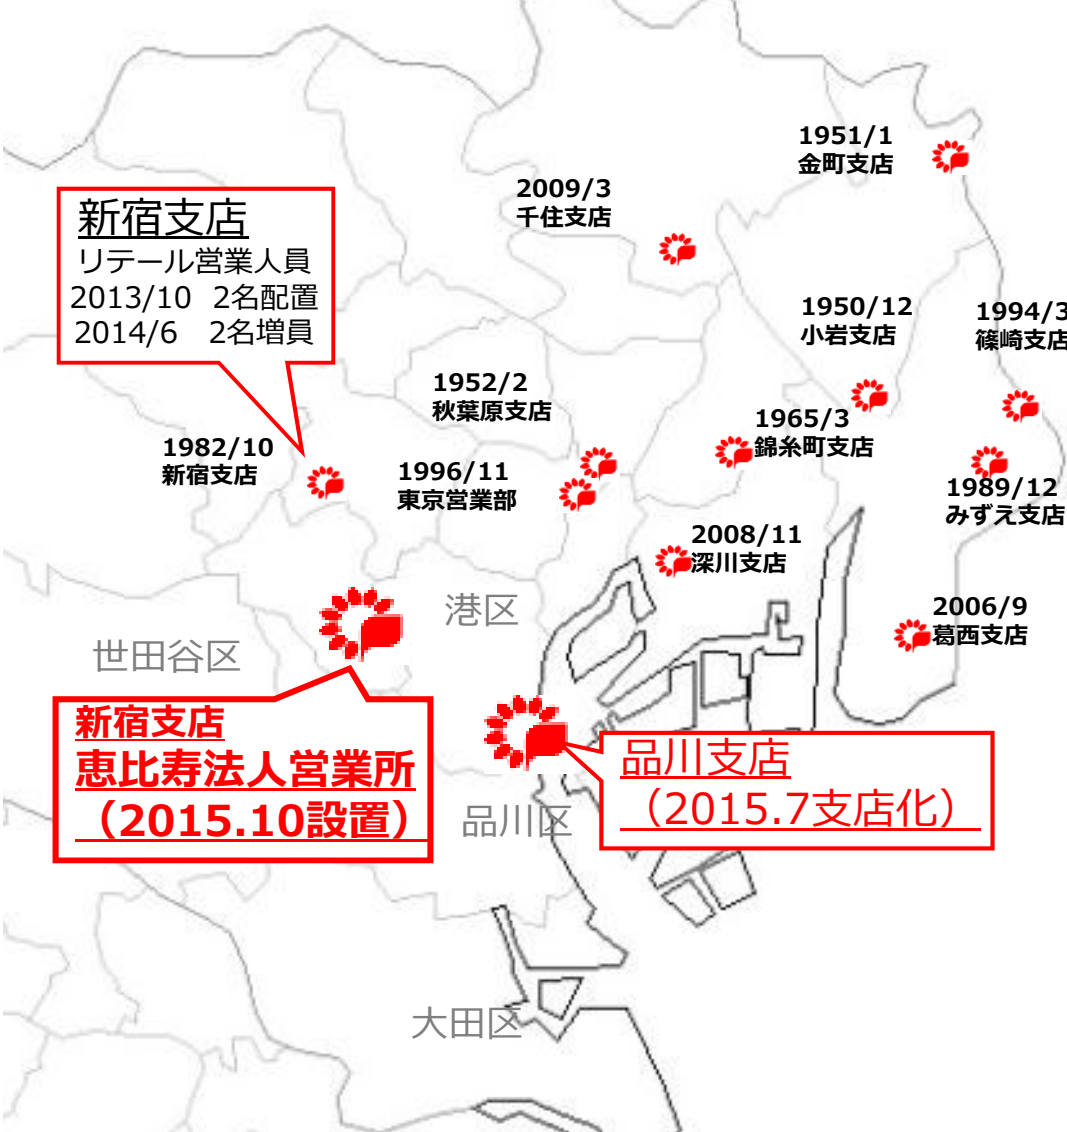 1951/1
金町支店
2009/3
千住支店
新宿支店
リテール営業人員
2013/10 2名配置
2014/6 2名増員
1950/12
小岩支店
1994/3
篠崎支店
1952/2
秋葉原支店
1965/3
錦糸町支店
1982/10
新宿支店
1996/11
東京営業部
1989/12
みずえ支店
2008/11
深川支店
2006/9
葛西支店
港区
世田谷区
新宿支店
恵比寿法人営業所
(2015.10設置)
品川支店
(2015.7支店化)
品川区
大田区